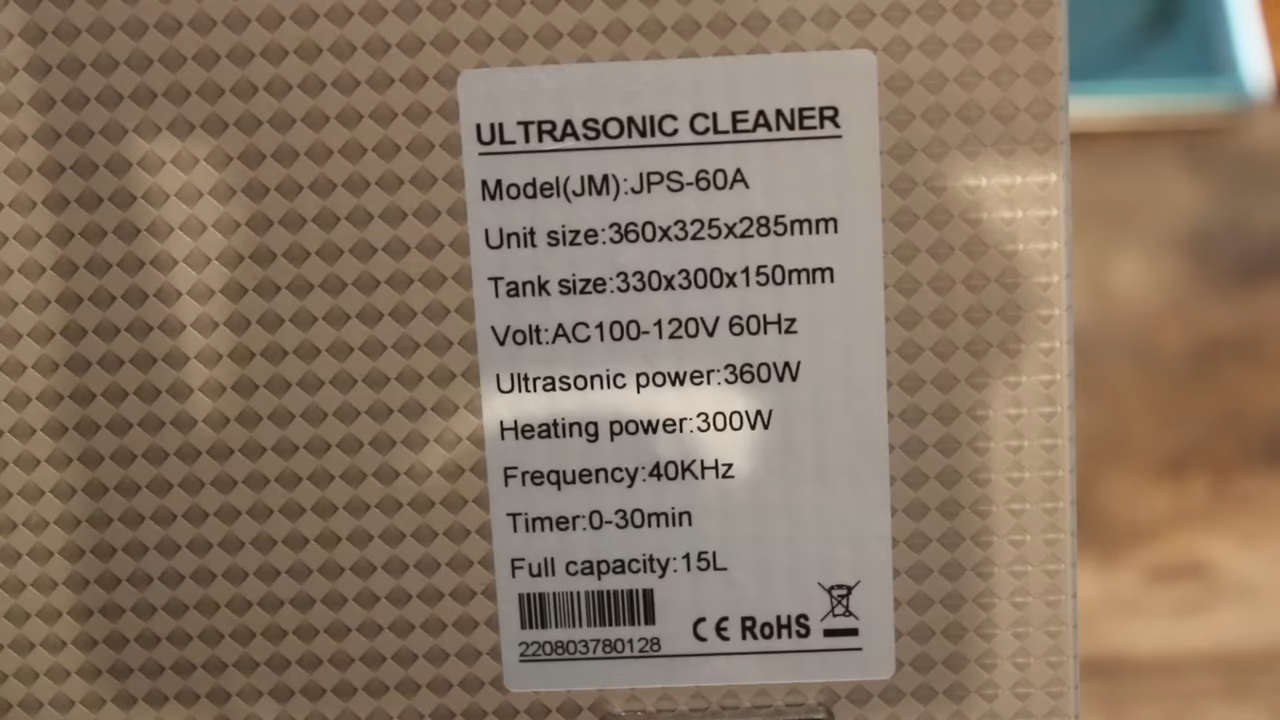 ULTRASONIC CLEANER
Model(JM):JPS-60A
Unit size:360x325x285mm
Tank size:330x300x150mm
Volt:AC100-120V 60Hz
Ultrasonic power:360W
Heating power:300W
Frequency:40KHz
Timer:0-30min
Full capacity:15L
220803780128
CE RoHS